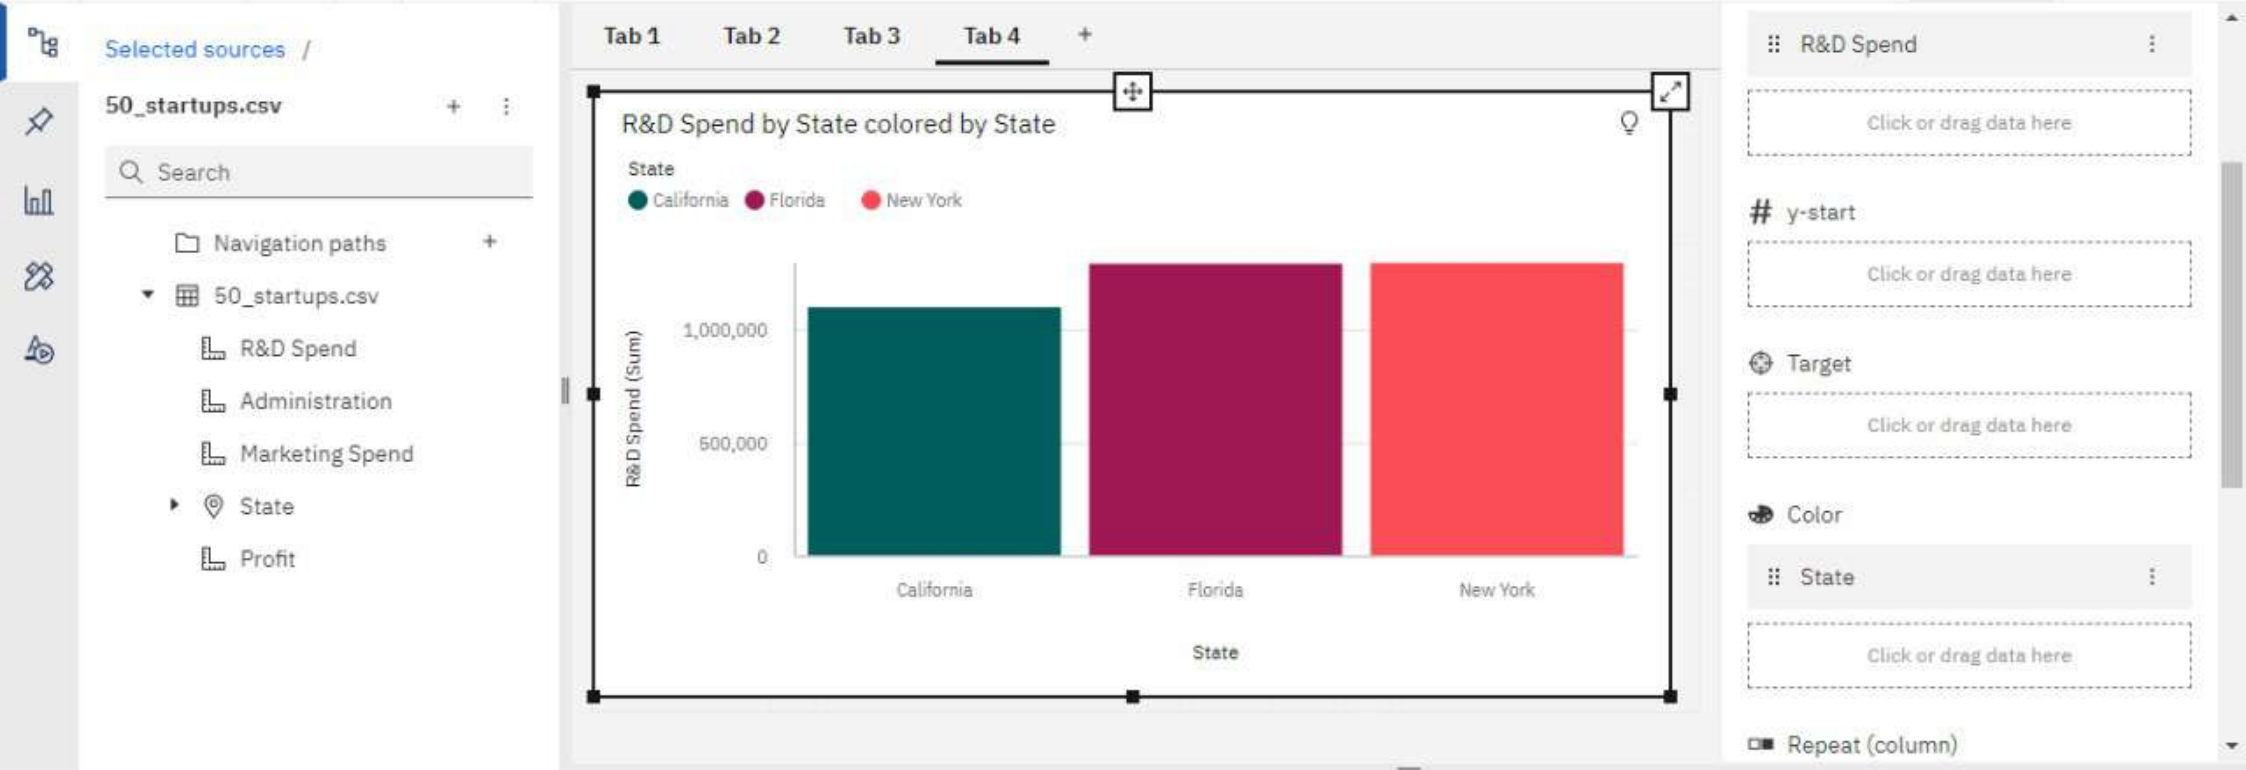 Selected sources /
50_startups.csv
Search
Navigation paths
50_startups.csv
R&D Spend
Administration
Marketing Spend
State
Profit
Tab 1 Tab 2 Tab 3 Tab 4 +
R&D Spend by State colored by State
State
California Florida New York
R&D Spend (Sum)
1,000,000
500,000
0
California Florida New York
State
R&D Spend
Click or drag data here
# y-start
Click or drag data here
Target
Click or drag data here
Color
State
Click or drag data here
Repeat (column)